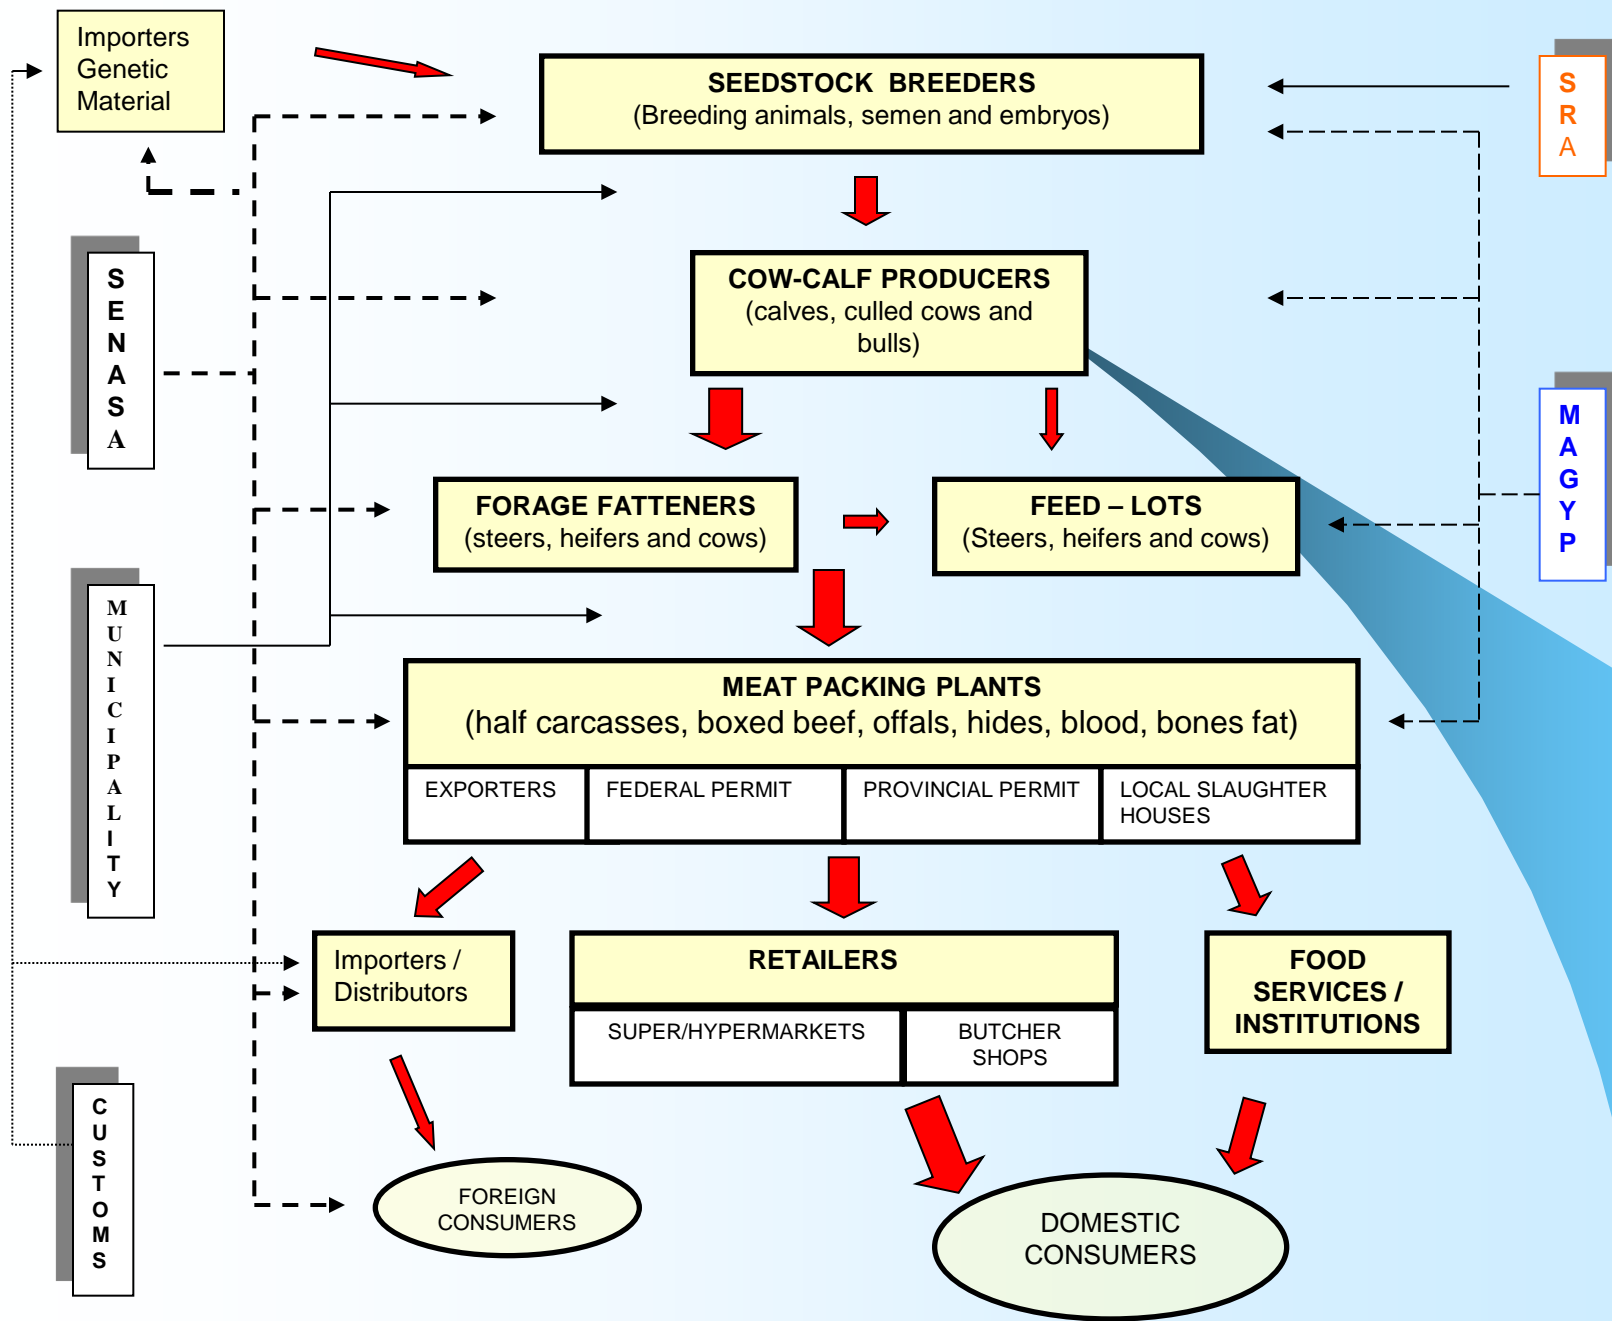 Importers
Genetic
Material
SEEDSTOCK BREEDERS
(Breeding animals, semen and embryos)
S
R
A
S
E
N
A
S
A
COW-CALF PRODUCERS
(calves, culled cows and
bulls)
M
A
G
Y
P
FORAGE FATTENERS
(steers, heifers and cows)
FEED – LOTS
(Steers, heifers and cows)
M
U
N
I
C
I
P
A
L
I
T
Y
MEAT PACKING PLANTS
(half carcasses, boxed beef, offals, hides, blood, bones fat)
EXPORTERS
FEDERAL PERMIT
PROVINCIAL PERMIT
LOCAL SLAUGHTER
HOUSES
Importers /
Distributors
RETAILERS
SUPER/HYPERMARKETS
BUTCHER
SHOPS
FOOD
SERVICES /
INSTITUTIONS
C
U
S
T
O
M
S
FOREIGN
CONSUMERS
DOMESTIC
CONSUMERS